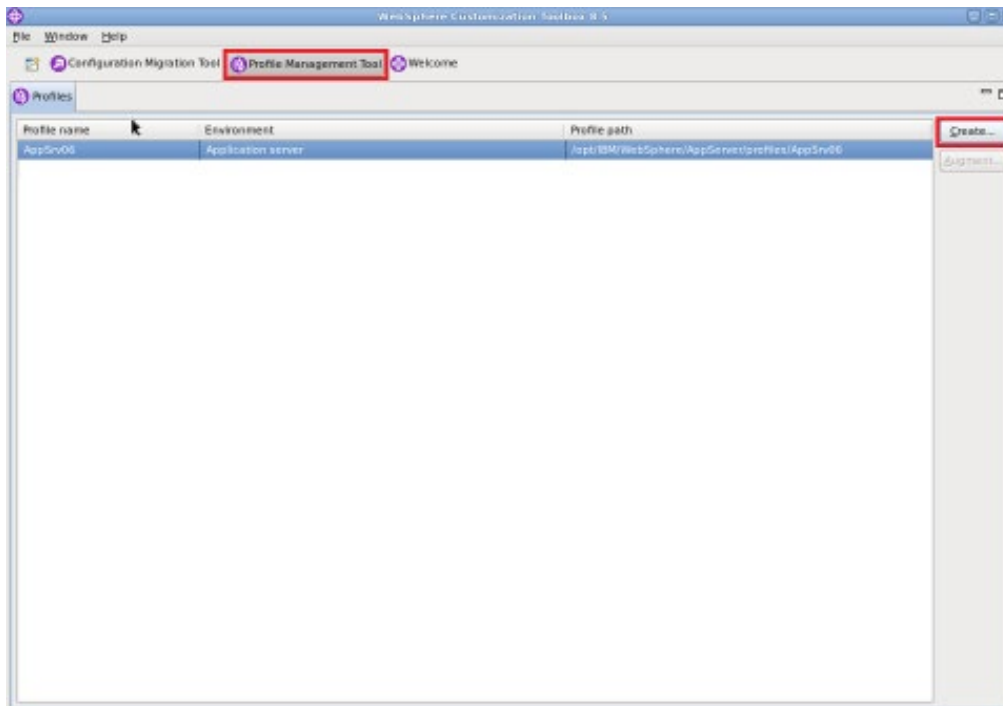 WebSphere Customization Toolbox 8.5
File Window Help
Configuration Migration Tool Profile Management Tool Welcome
Profiles
Profile name Environment Profile path Create...
AppSrv06 Application server /opt/IBM/WebSphere/AppServer/profiles/AppSrv06
Augment...